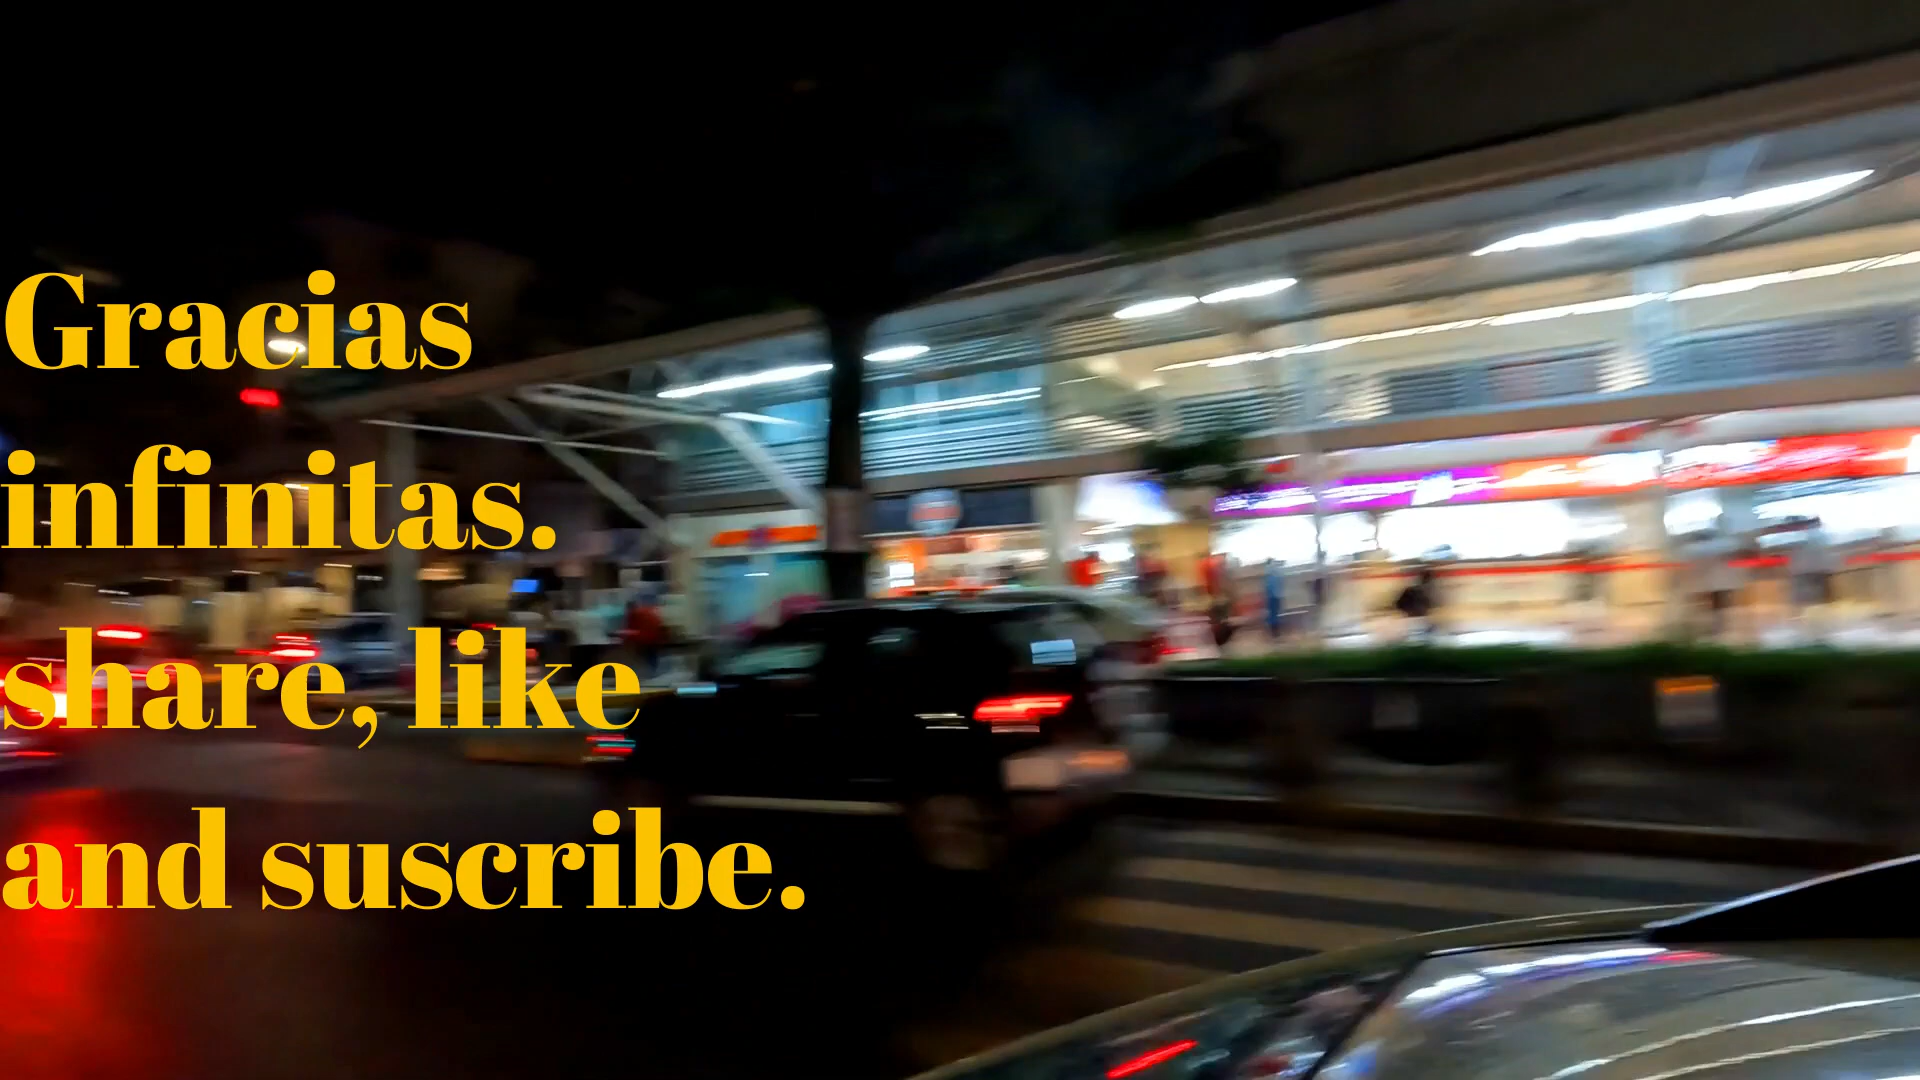 Gracias
infinitas.
share, like
and suscribe.